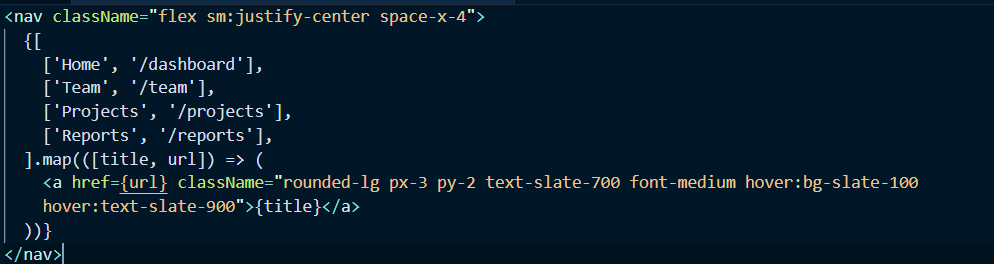 <nav className="flex sm:justify-center space-x-4">
  {[
    ['Home', '/dashboard'],
    ['Team', '/team'],
    ['Projects', '/projects'],
    ['Reports', '/reports'],
  ].map(([title, url]) => (
    <a href={url} className="rounded-lg px-3 py-2 text-slate-700 font-medium hover:bg-slate-100
    hover:text-slate-900">{title}</a>
  ))}
</nav>